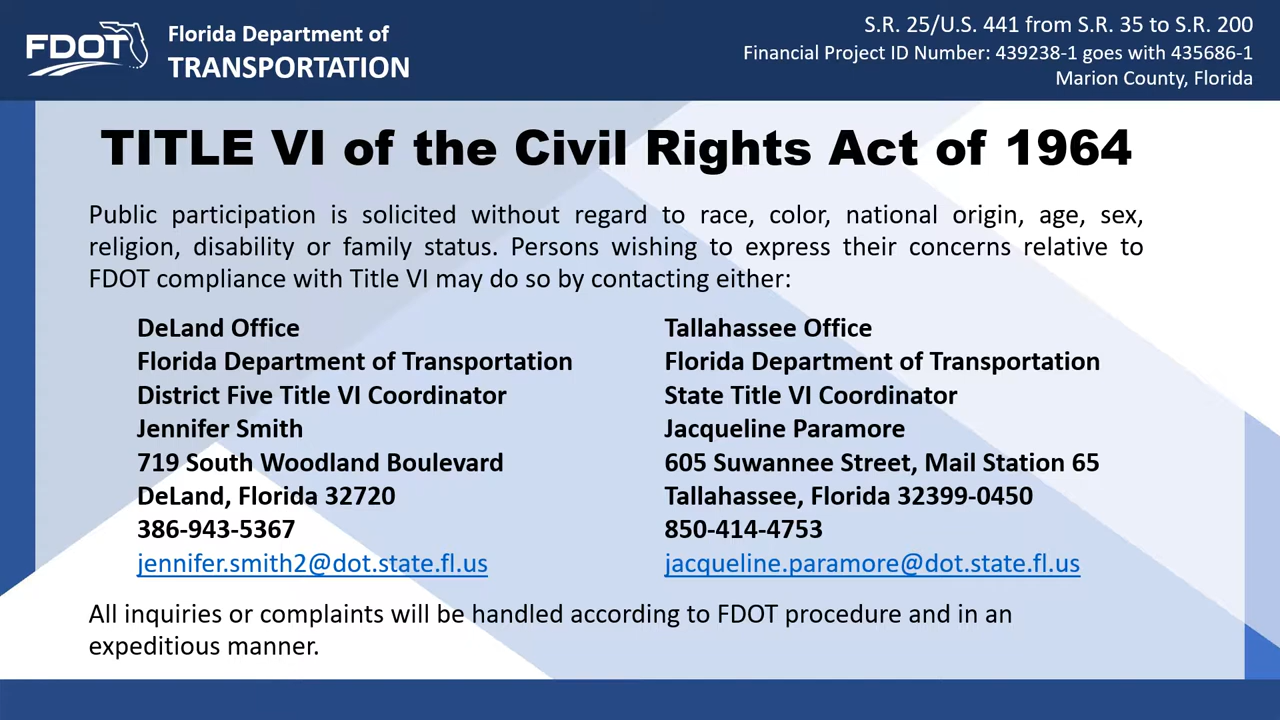 FDOT
Florida Department of
TRANSPORTATION
S.R. 25/U.S. 441 from S.R. 35 to S.R. 200
Financial Project ID Number: 439238-1 goes with 435686-1
Marion County, Florida
TITLE VI of the Civil Rights Act of 1964
Public participation is solicited without regard to race, color, national origin, age, sex,
religion, disability or family status. Persons wishing to express their concerns relative to
FDOT compliance with Title VI may do so by contacting either:
DeLand Office
Florida Department of Transportation
District Five Title VI Coordinator
Jennifer Smith
719 South Woodland Boulevard
DeLand, Florida 32720
386-943-5367
jennifer.smith2@dot.state.fl.us
Tallahassee Office
Florida Department of Transportation
State Title VI Coordinator
Jacqueline Paramore
605 Suwannee Street, Mail Station 65
Tallahassee, Florida 32399-0450
850-414-4753
jacqueline.paramore@dot.state.fl.us
All inquiries or complaints will be handled according to FDOT procedure and in an
expeditious manner.